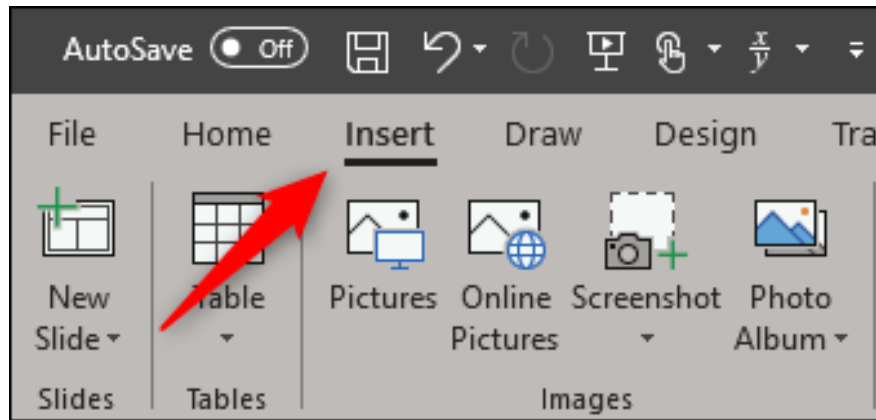 AutoSave Off x/y
File Home Insert Draw Design Tra
New Table Pictures Online Screenshot Photo
Slide Pictures Album
Slides Tables Images